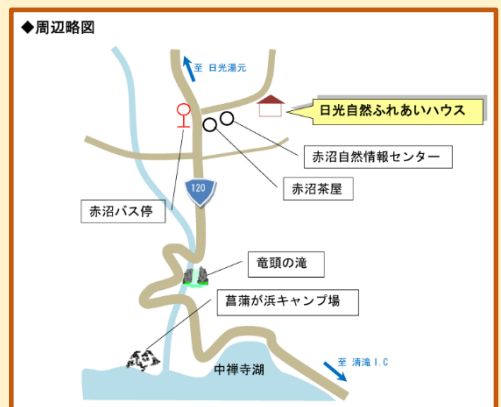 ◆周辺略図
至 日光湯元
日光自然ふれあいハウス
赤沼自然情報センター
赤沼茶屋
120
赤沼バス停
竜頭の滝
菖蒲が浜キャンプ場
中禅寺湖
至 清滝I.C